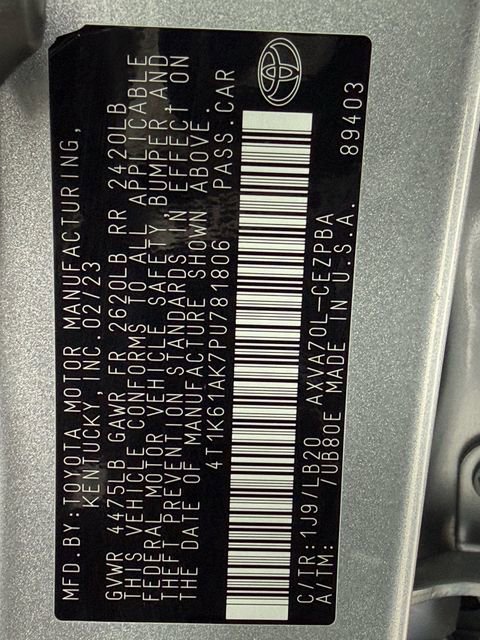 MFD.BY:TOYOTA MOTOR MANUFACTURING,
KENTUCKY, INC.02/23
GVWR 4475LB GAWR FR 2620LB RR 2420LB
THIS VEHICLE CONFORMS TO ALL APPLICABLE
FEDERAL MOTOR VEHICLE SAFETY, BUMPER AND
THEFT PREVENTION STANDARDS IN EFFECT ON
THE DATE OF MANUFACTURE SHOWN ABOVE.
4T1K61AK7PU781806 PASS.CAR
C/TR:1J9/LB20 AXVA70L-CEZPBA
A/TM: /UB80E MADE IN U.S.A.
89403